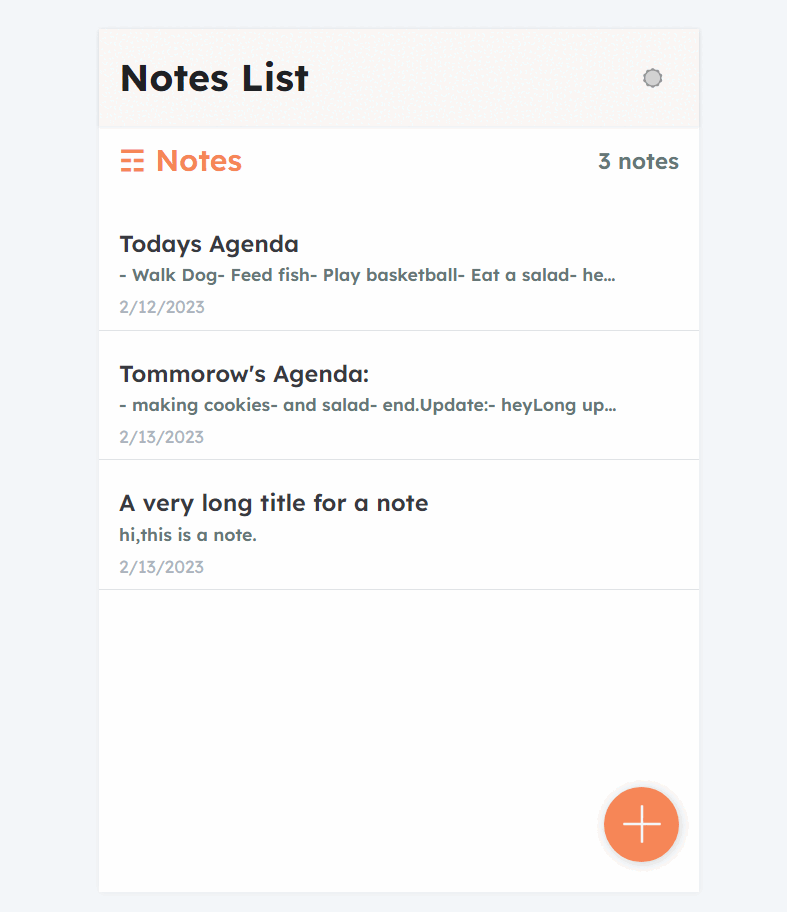 Notes List
☶ Notes
3 notes
Todays Agenda
- Walk Dog- Feed fish- Play basketball- Eat a salad- he...
2/12/2023
Tommorow's Agenda:
- making cookies- and salad- end.Update:- heyLong up...
2/13/2023
A very long title for a note
hi,this is a note.
2/13/2023